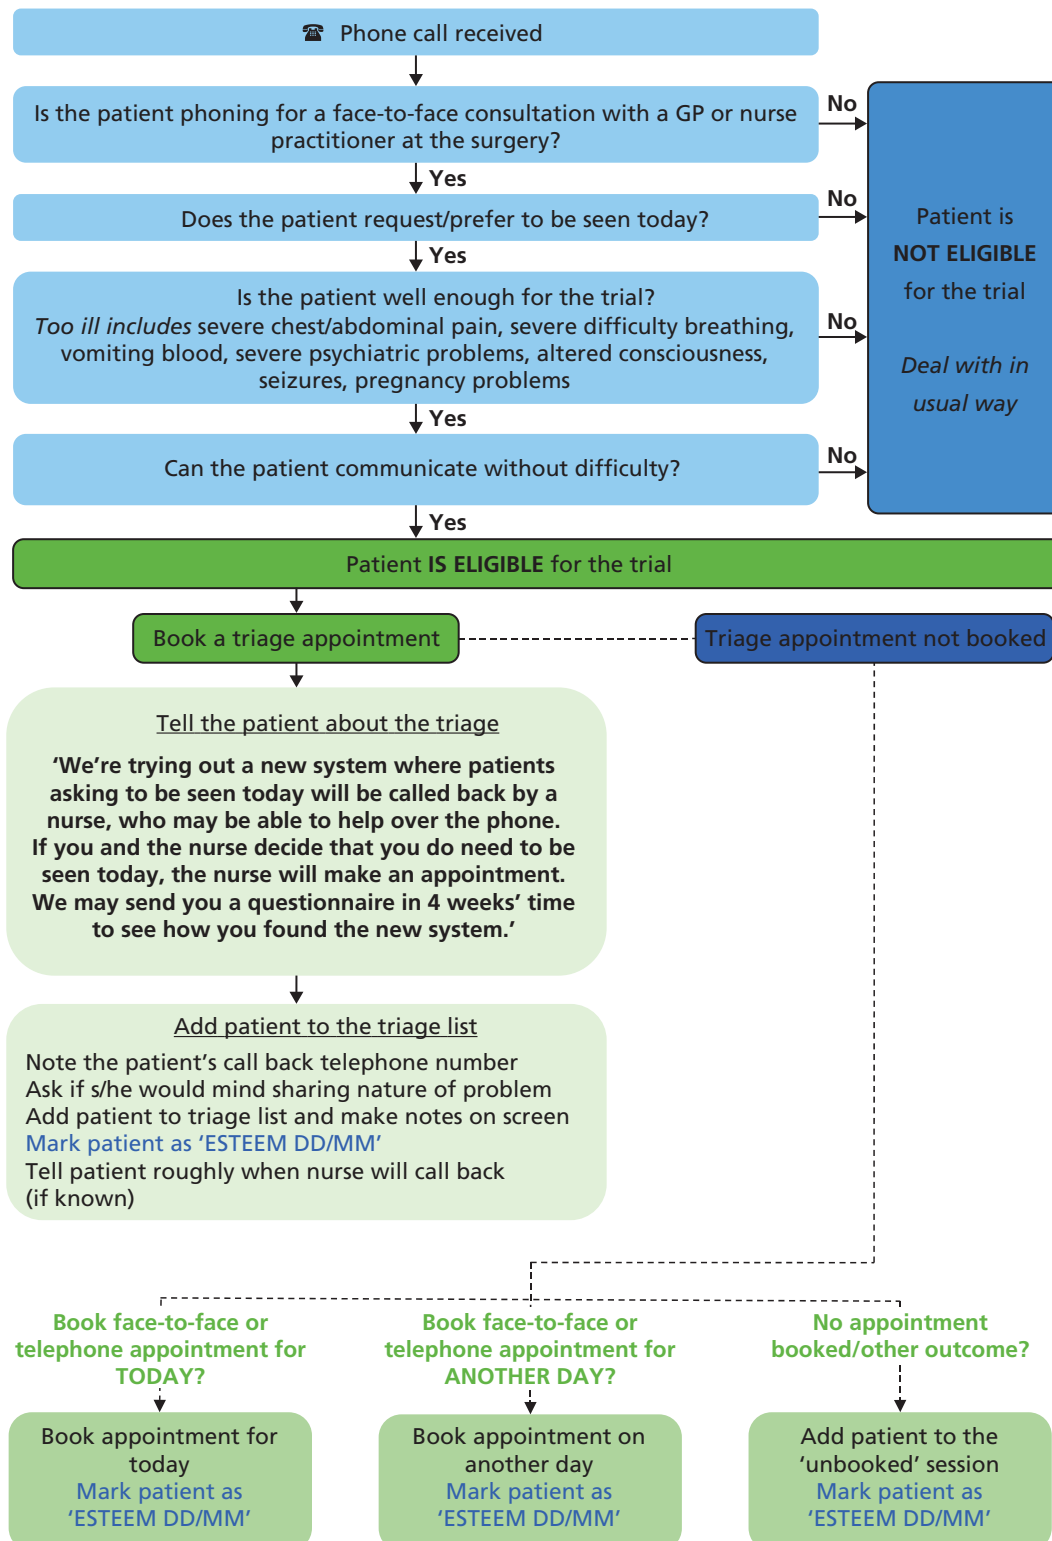 ☎ Phone call received
Is the patient phoning for a face-to-face consultation with a GP or nurse
practitioner at the surgery?
No
Yes
Does the patient request/prefer to be seen today?
No
Yes
Is the patient well enough for the trial?
Too ill includes severe chest/abdominal pain, severe difficulty breathing,
vomiting blood, severe psychiatric problems, altered consciousness,
seizures, pregnancy problems
No
Yes
Can the patient communicate without difficulty?
No
Yes
Patient is
NOT ELIGIBLE
for the trial
Deal with in
usual way
Patient IS ELIGIBLE for the trial
Book a triage appointment
Triage appointment not booked
Tell the patient about the triage
‘We’re trying out a new system where patients
asking to be seen today will be called back by a
nurse, who may be able to help over the phone.
If you and the nurse decide that you do need to be
seen today, the nurse will make an appointment.
We may send you a questionnaire in 4 weeks’ time
to see how you found the new system.’
Add patient to the triage list
Note the patient’s call back telephone number
Ask if s/he would mind sharing nature of problem
Add patient to triage list and make notes on screen
Mark patient as ‘ESTEEM DD/MM’
Tell patient roughly when nurse will call back
(if known)
Book face-to-face or
telephone appointment for
TODAY?
Book appointment for
today
Mark patient as
‘ESTEEM DD/MM’
Book face-to-face or
telephone appointment for
ANOTHER DAY?
Book appointment on
another day
Mark patient as
‘ESTEEM DD/MM’
No appointment
booked/other outcome?
Add patient to the
‘unbooked’ session
Mark patient as
‘ESTEEM DD/MM’